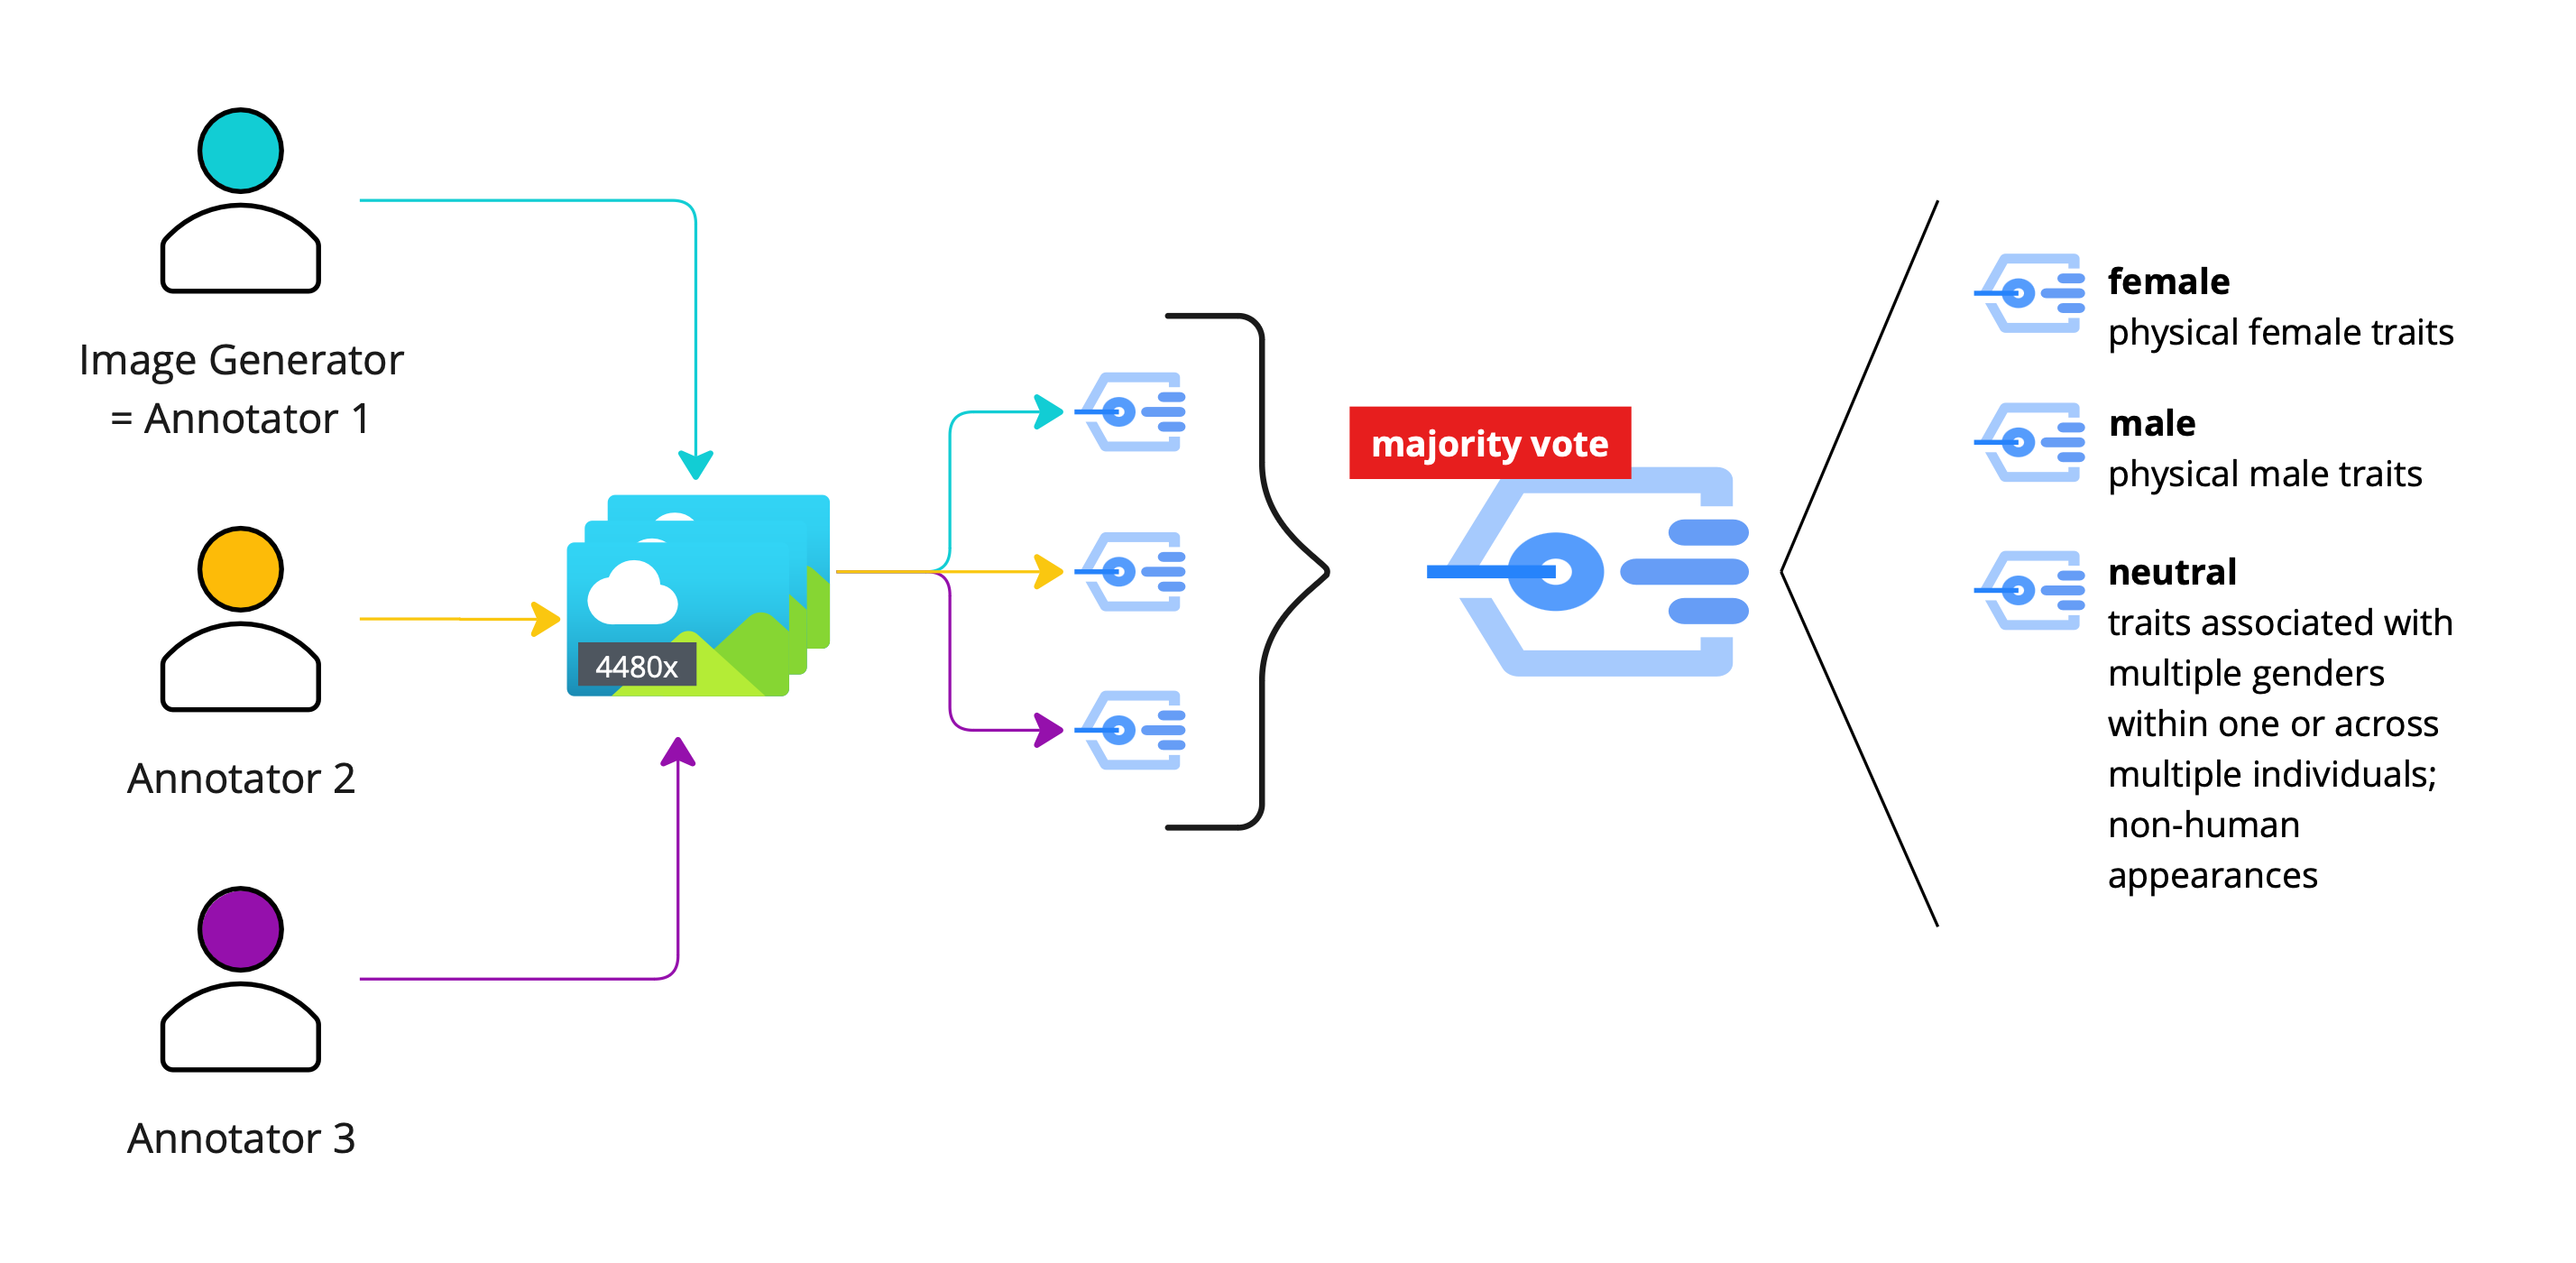 Image Generator
= Annotator 1
Annotator 2
Annotator 3
4480x
majority vote
female
physical female traits
male
physical male traits
neutral
traits associated with
multiple genders
within one or across
multiple individuals;
non-human
appearances